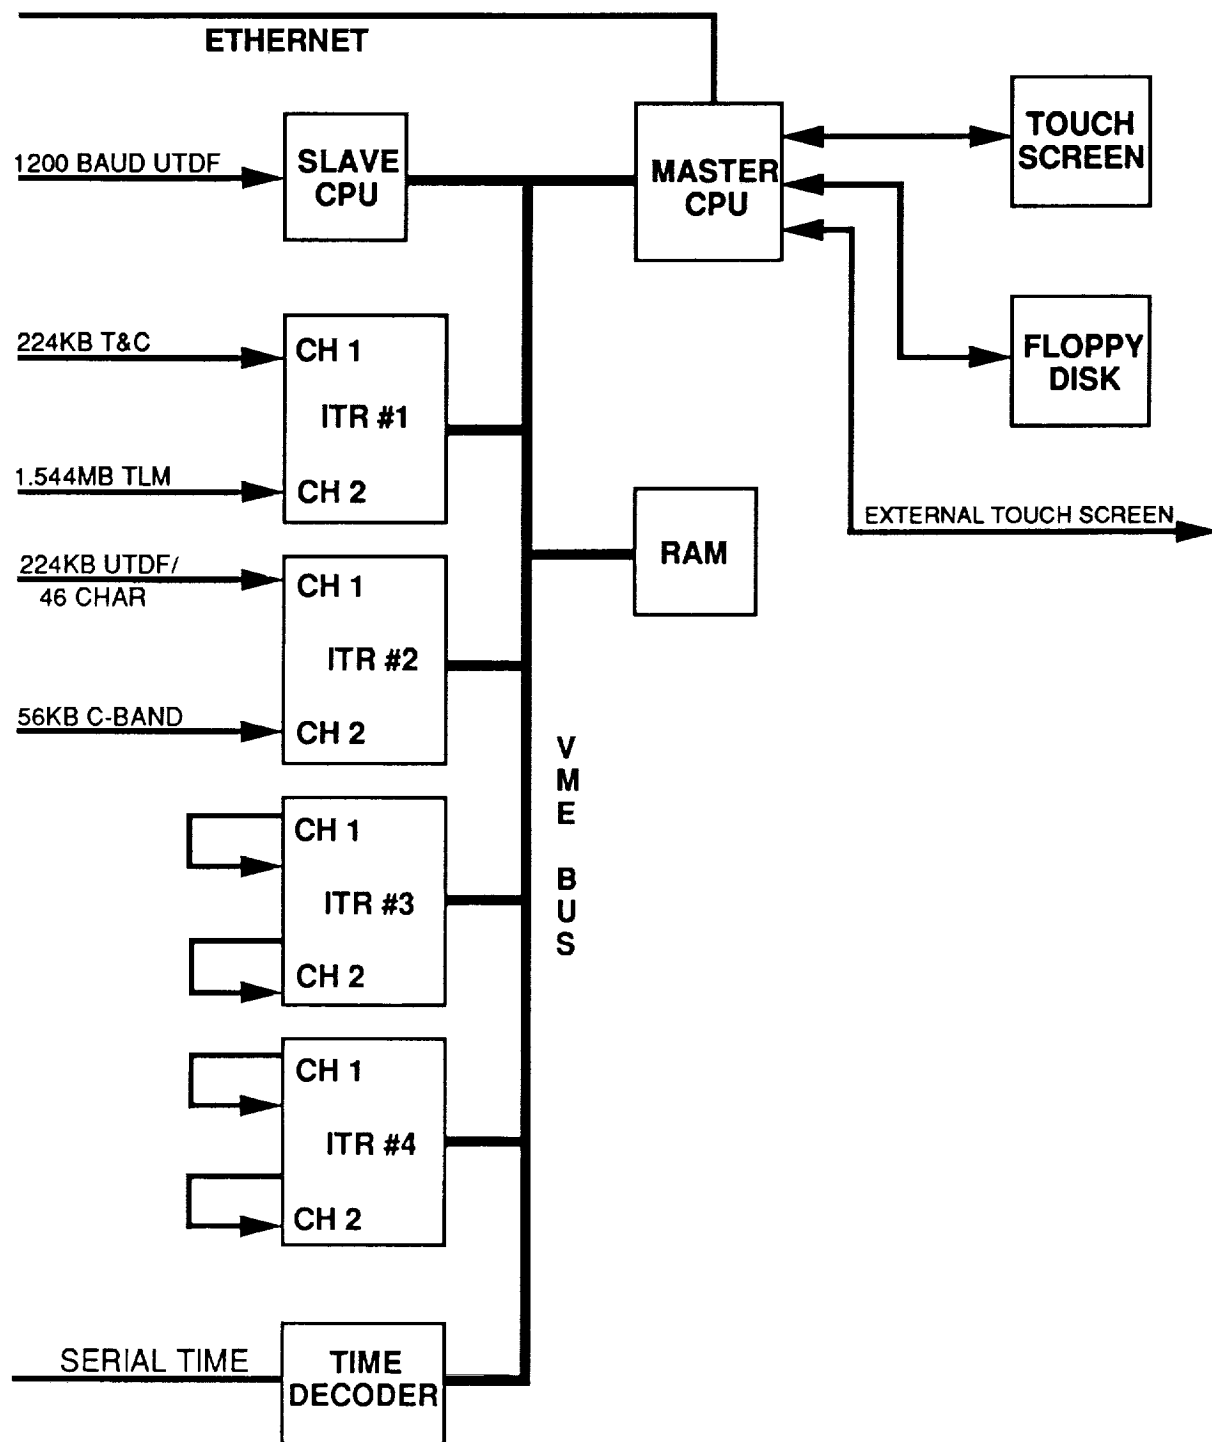 ETHERNET
1200 BAUD UTDF
SLAVE
CPU
MASTER
CPU
TOUCH
SCREEN
224KB T&C
CH 1
ITR #1
1.544MB TLM
CH 2
FLOPPY
DISK
EXTERNAL TOUCH SCREEN
RAM
224KB UTDF/
46 CHAR
CH 1
ITR #2
56KB C-BAND
CH 2
V
M
E
B
U
S
CH 1
ITR #3
CH 2
CH 1
ITR #4
CH 2
SERIAL TIME
TIME
DECODER